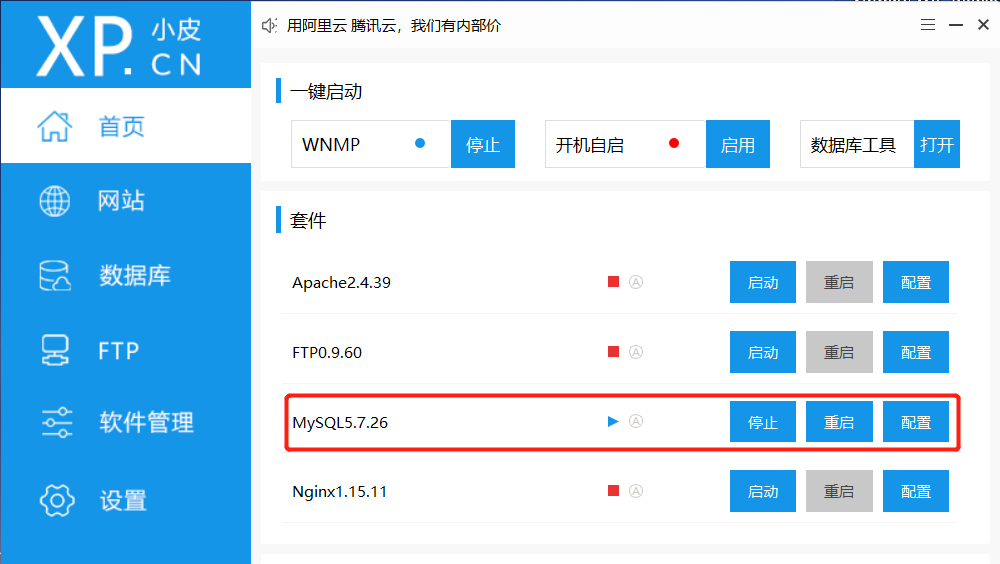 XP.小皮
CN
用阿里云 腾讯云，我们有内部价
首页
网站
数据库
FTP
软件管理
设置
一键启动
WNMP 停止 开机自启 启用 数据库工具 打开
套件
Apache2.4.39 A 启动 重启 配置
FTP0.9.60 A 启动 重启 配置
MySQL5.7.26 A 停止 重启 配置
Nginx1.15.11 A 启动 重启 配置